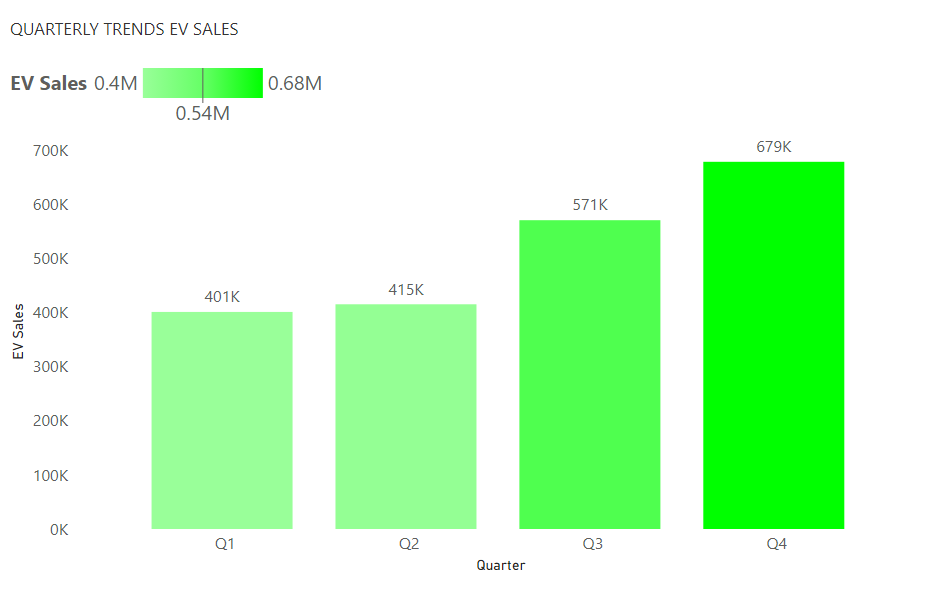 QUARTERLY TRENDS EV SALES
EV Sales 0.4M 0.68M
0.54M
700K
679K
600K
571K
500K
415K
401K
400K
300K
200K
100K
0K
EV Sales
Q1 Q2 Q3 Q4
Quarter